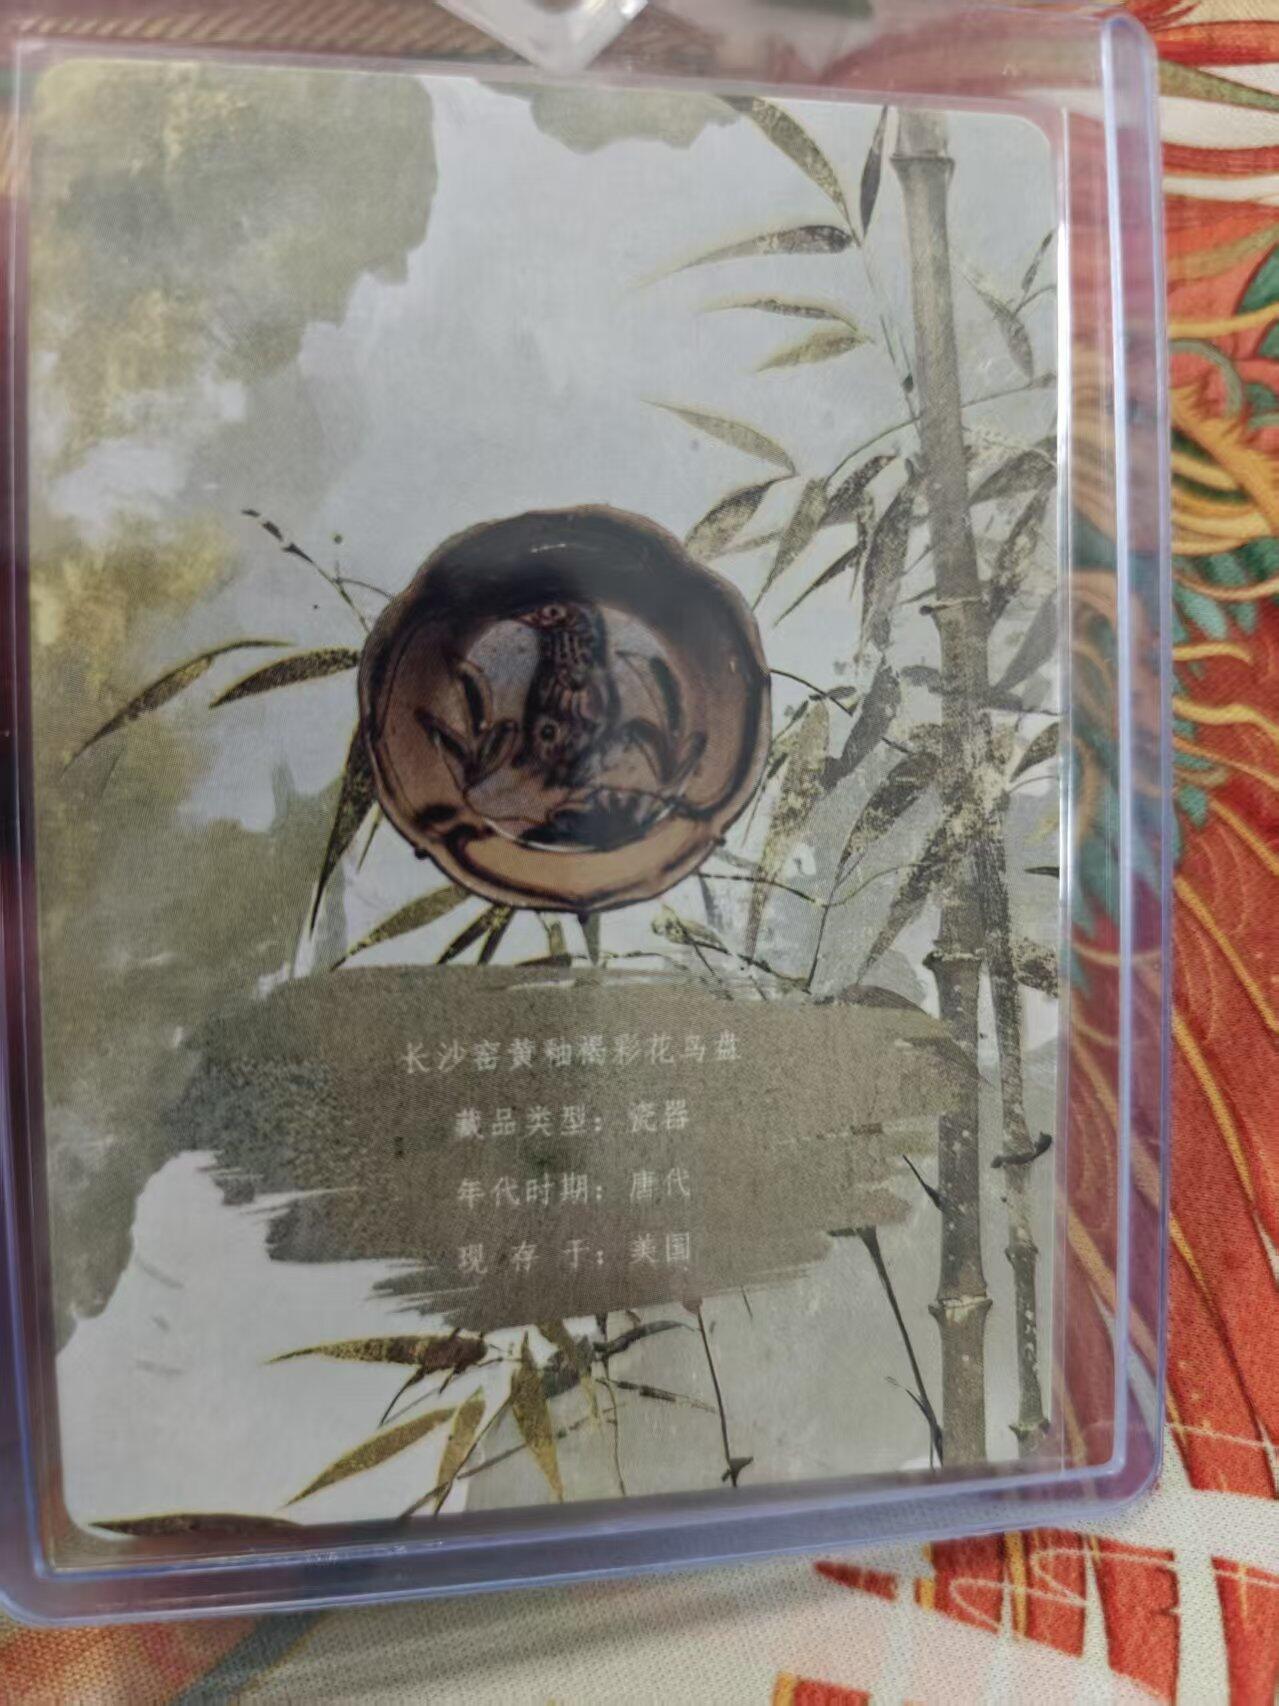 长沙窑黄釉褐彩花鸟盘
藏品类型：瓷器
年代时期：唐代
现存于：美国